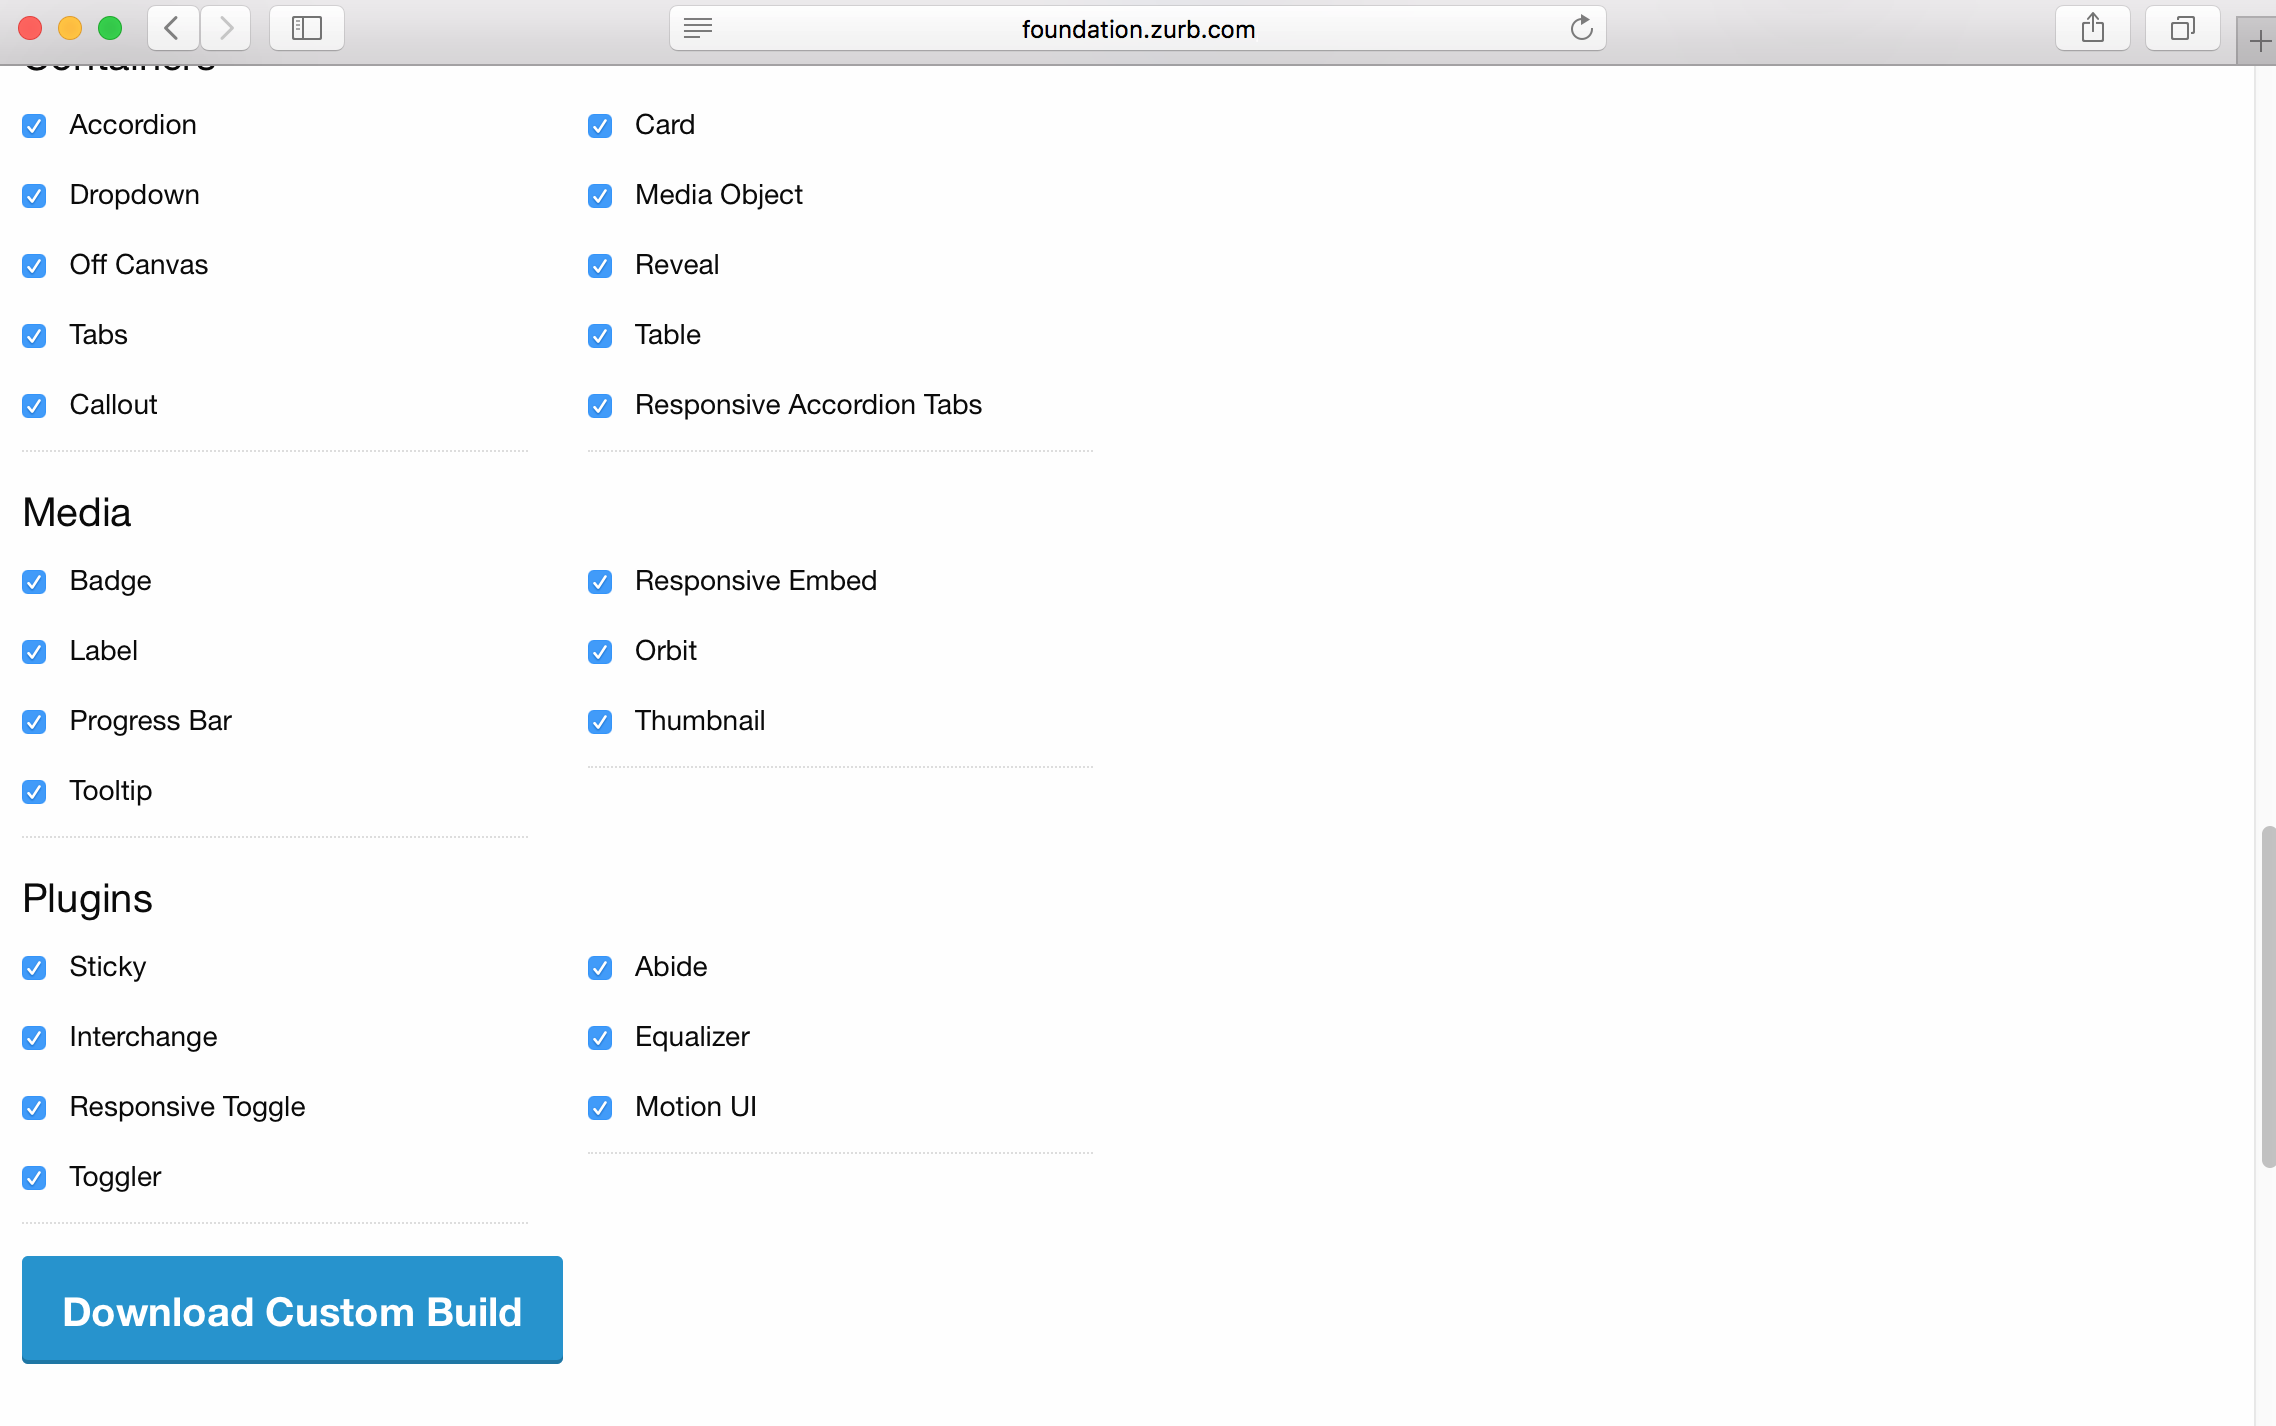 foundation.zurb.com
Containers
Accordion
Card
Dropdown
Media Object
Off Canvas
Reveal
Tabs
Table
Callout
Responsive Accordion Tabs
Media
Badge
Responsive Embed
Label
Orbit
Progress Bar
Thumbnail
Tooltip
Plugins
Sticky
Abide
Interchange
Equalizer
Responsive Toggle
Motion UI
Toggler
Download Custom Build